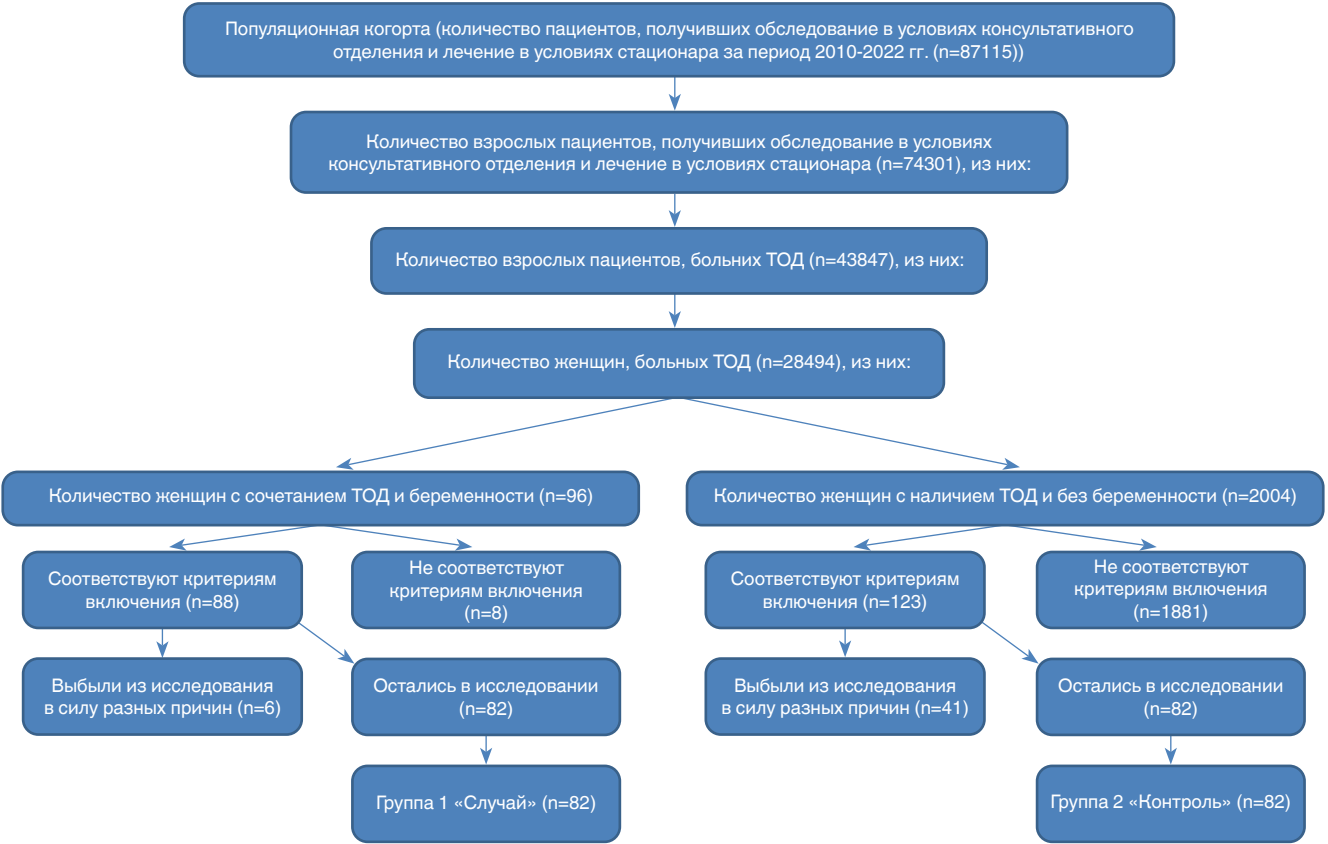 Популяционная когорта (количество пациентов, получивших обследование в условиях консультативного
отделения и лечение в условиях стационара за период 2010-2022 гг. (n=87115))
Количество взрослых пациентов, получивших обследование в условиях
консультативного отделения и лечение в условиях стационара (n=74301), из них:
Количество взрослых пациентов, больних ТОД (n=43847), из них:
Количество женщин, больных ТОД (n=28494), из них:
Количество женщин с сочетанием ТОД и беременности (n=96)
Количество женщин с наличием ТОД и без беременности (n=2004)
Соответствуют критериям
включения (n=88)
Не соответствуют
критериям включения
(n=8)
Соответствуют критериям
включения (n=123)
Не соответствуют
критериям включения
(n=1881)
Выбыли из исследования
в силу разных причин (n=6)
Остались в исследовании
(n=82)
Выбыли из исследования
в силу разных причин (n=41)
Остались в исследовании
(n=82)
Группа 1 «Случай» (n=82)
Группа 2 «Контроль» (n=82)